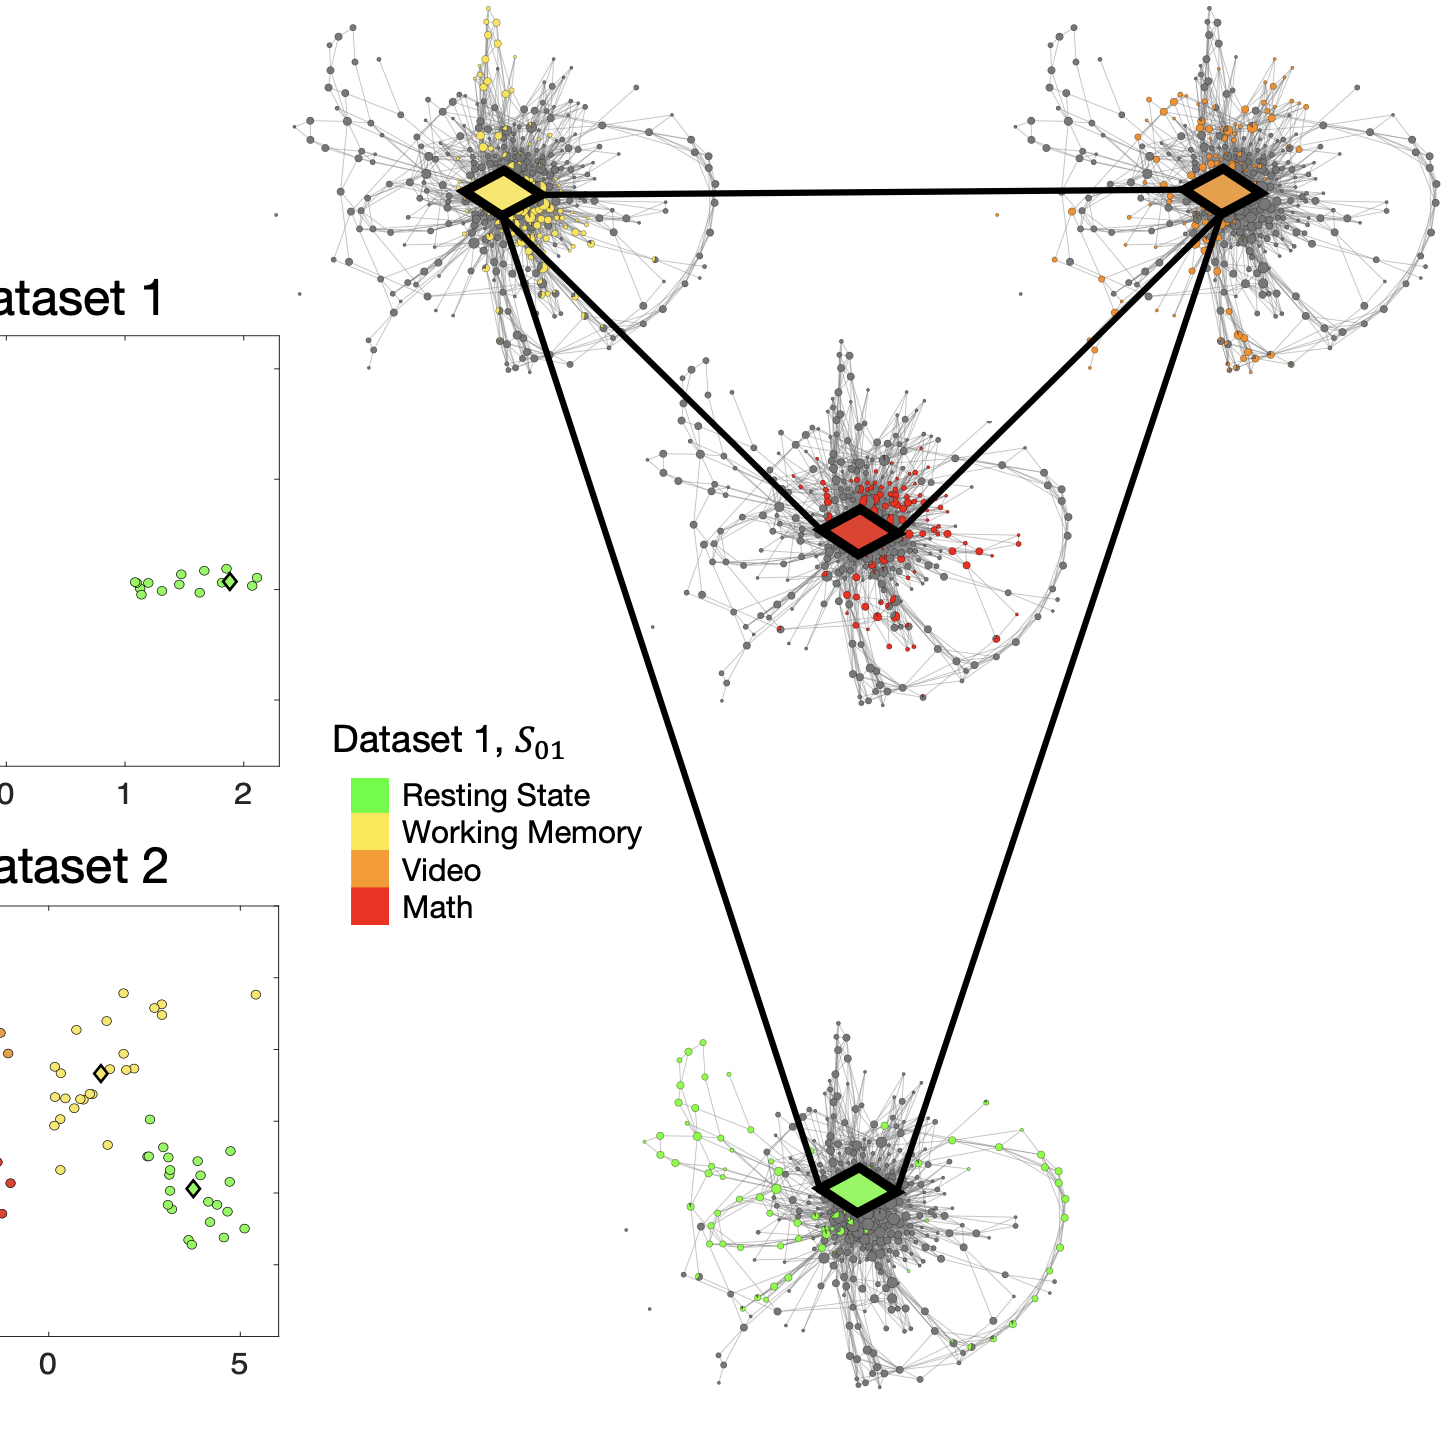 ataset 1
0 1 2
Dataset 1, S01
Resting State
Working Memory
Video
Math
ataset 2
0 5